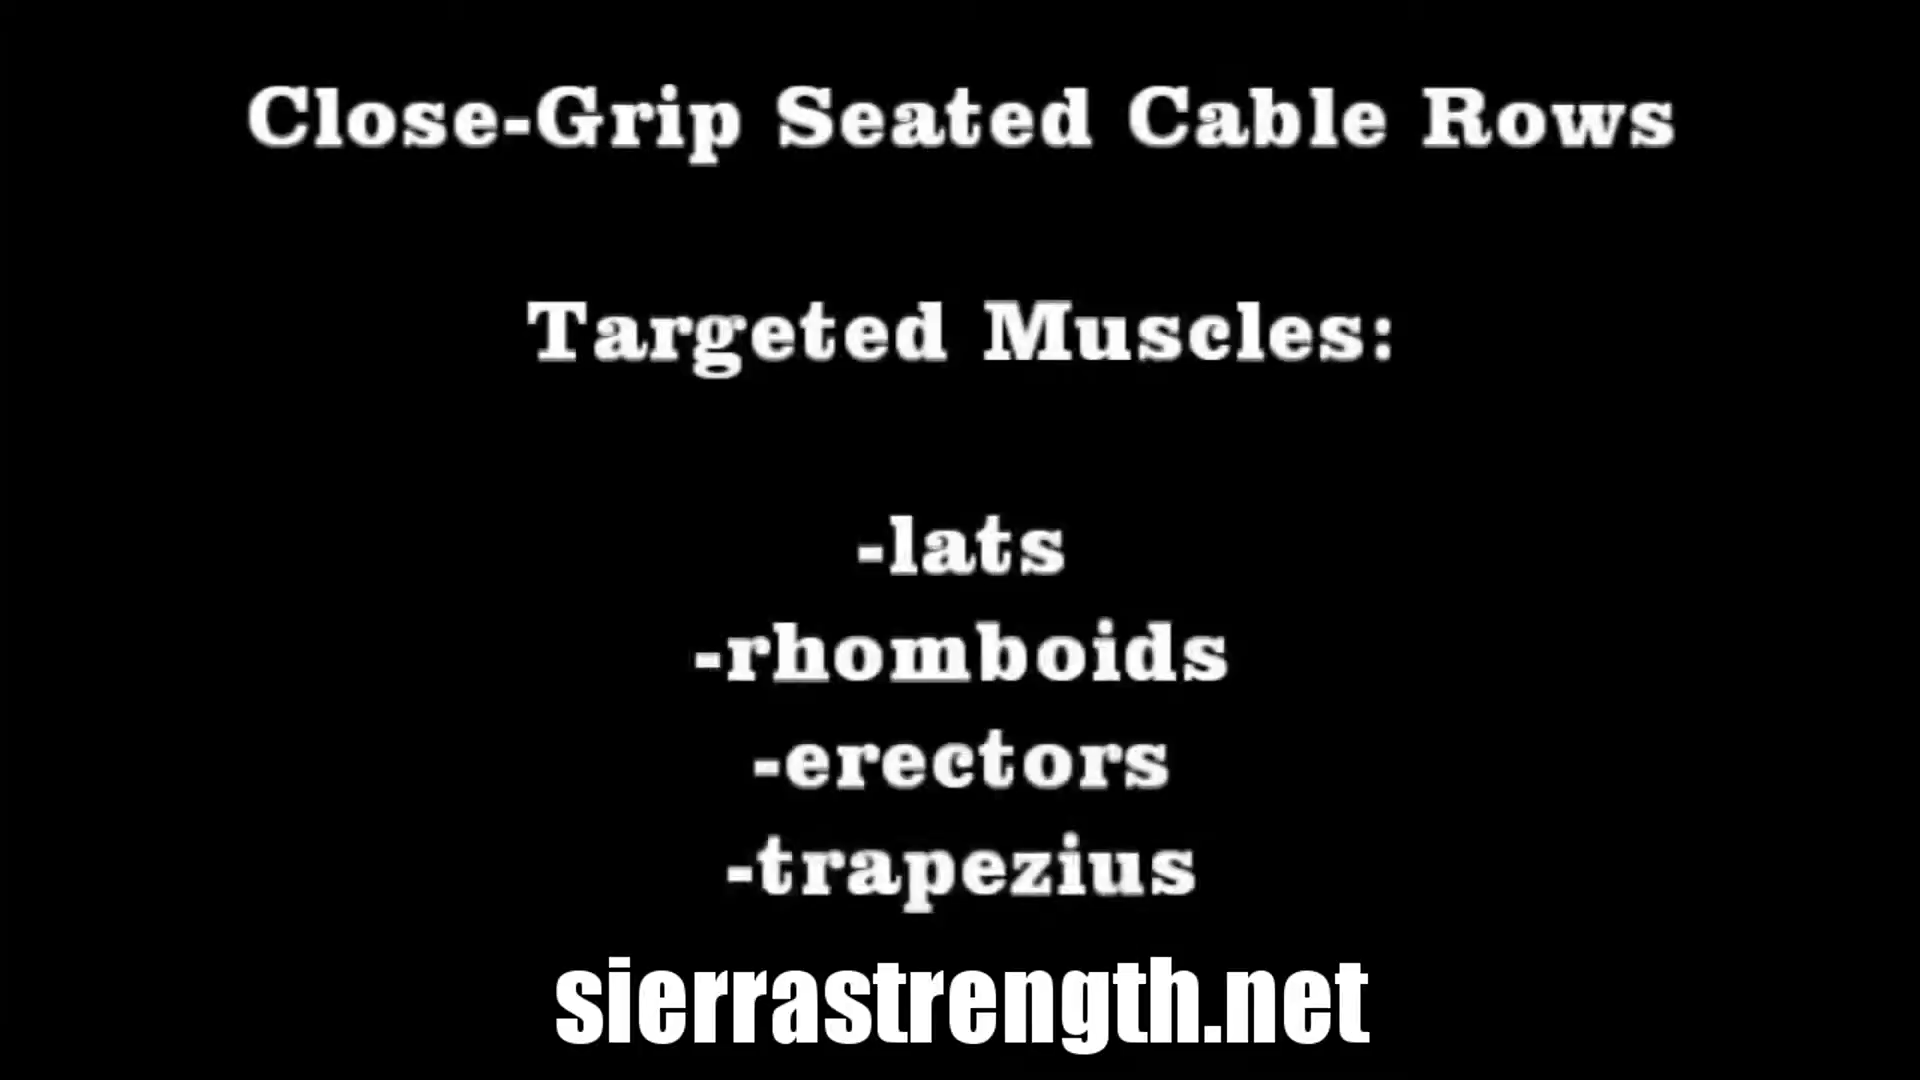 Close-Grip Seated Cable Rows
Targeted Muscles:
-lats
-rhomboids
-erectors
-trapezius
sierrastrength.net